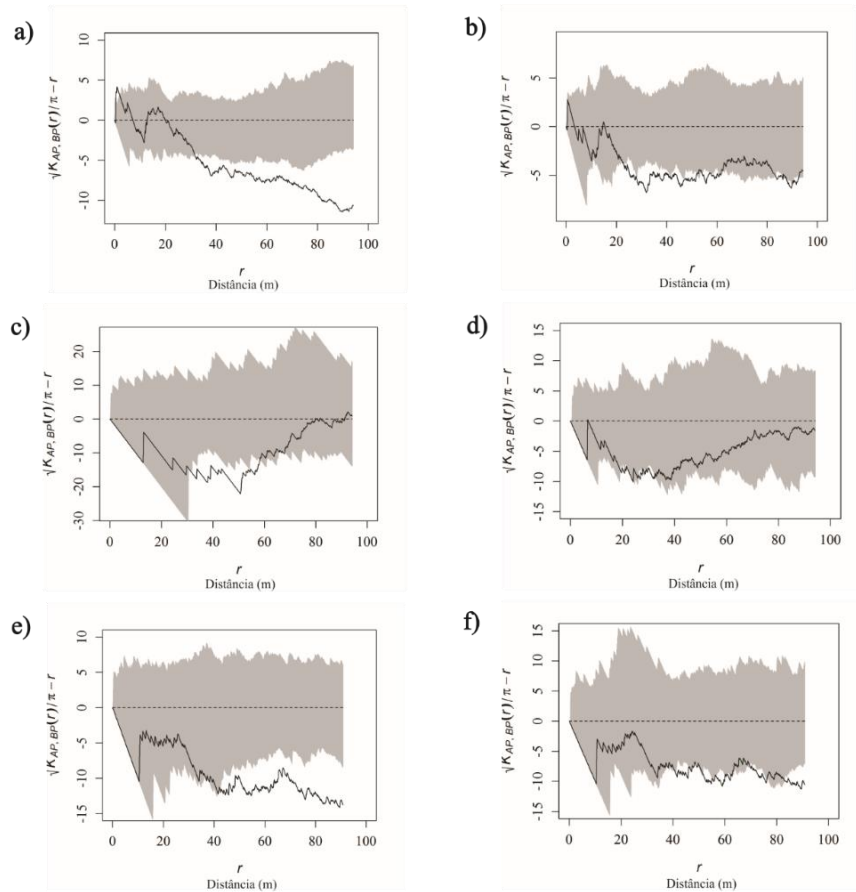 a)
√K_AP, BP(r)/π – r
10
5
0
-5
-10
0 20 40 60 80 100
r
Distância (m)
b)
√K_AP, BP(r)/π – r
5
0
-5
0 20 40 60 80 100
r
Distância (m)
c)
√K_AP, BP(r)/π – r
20
10
0
-10
-20
-30
0 20 40 60 80 100
r
Distância (m)
d)
√K_AP, BP(r)/π – r
15
10
5
0
-5
-10
-15
0 20 40 60 80 100
r
Distância (m)
e)
√K_AP, BP(r)/π – r
10
5
0
-5
-10
-15
0 20 40 60 80 100
r
Distância (m)
f)
√K_AP, BP(r)/π – r
15
10
5
0
-5
-10
-15
0 20 40 60 80 100
r
Distância (m)